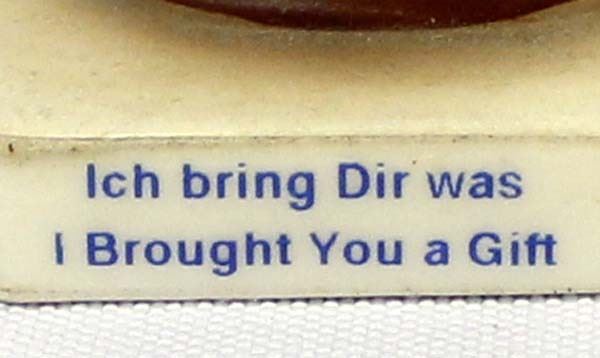 Ich bring Dir was
I Brought You a Gift